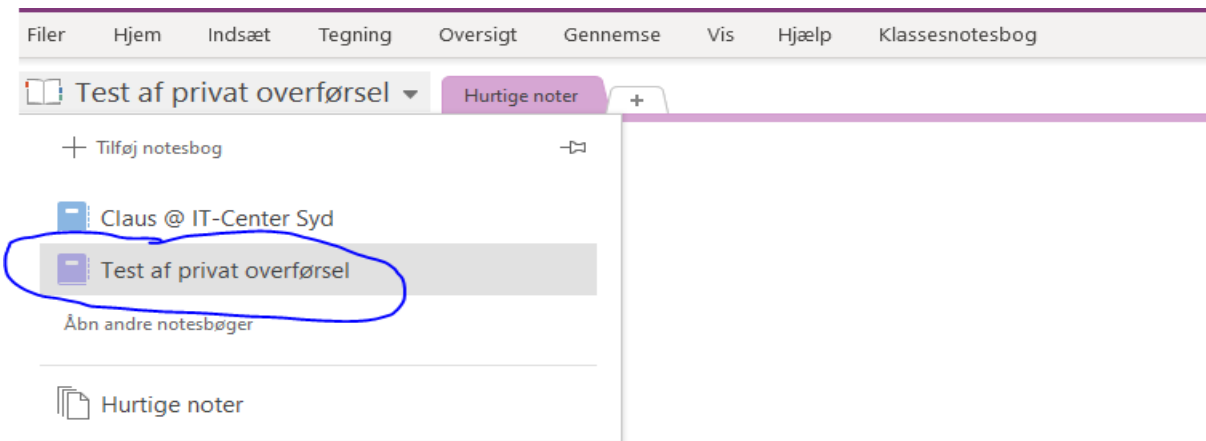 Filer Hjem Indsæt Tegning Oversigt Gennemse Vis Hjælp Klassesnotesbog
Test af privat overførsel Hurtige noter +
Tilføj notesbog
Claus @ IT-Center Syd
Test af privat overførsel
Åbn andre notesbøger
Hurtige noter